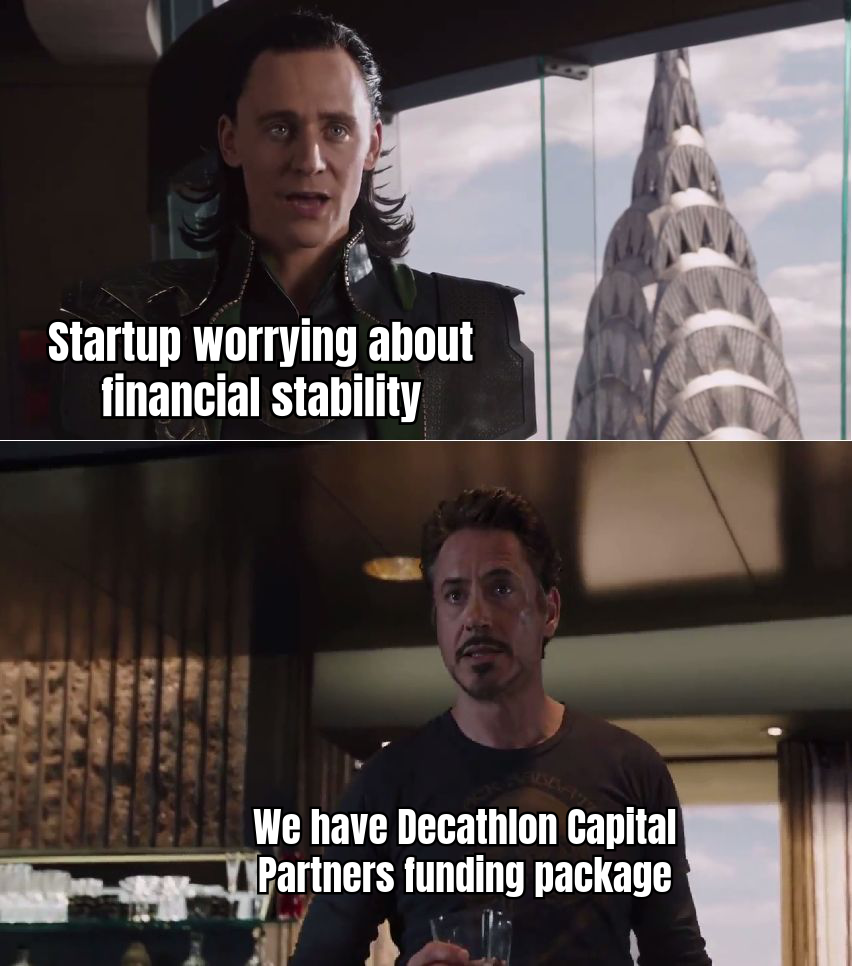 Startup worrying about
financial stability
We have Decathlon Capital
Partners funding package